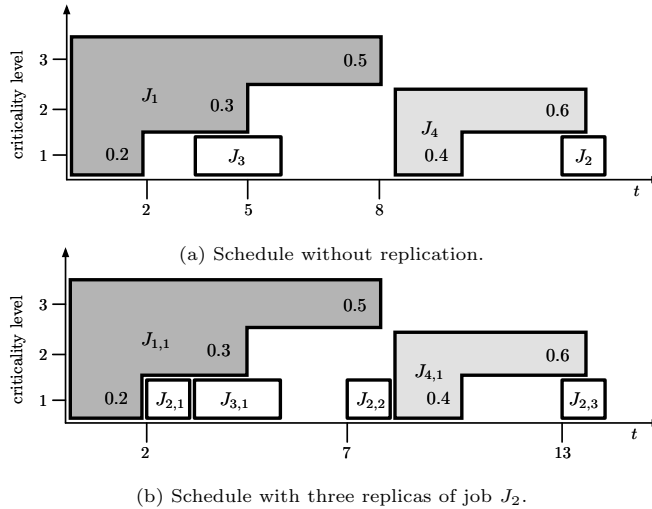 criticality level
3
2
1
0.5
J1
0.3
0.2
J3
0.6
J4
0.4
J2
2
5
8
t
(a) Schedule without replication.
criticality level
3
2
1
0.5
J1,1
0.3
0.2
J2,1
J3,1
J2,2
0.6
J4,1
0.4
J2,3
2
7
13
t
(b) Schedule with three replicas of job J2.